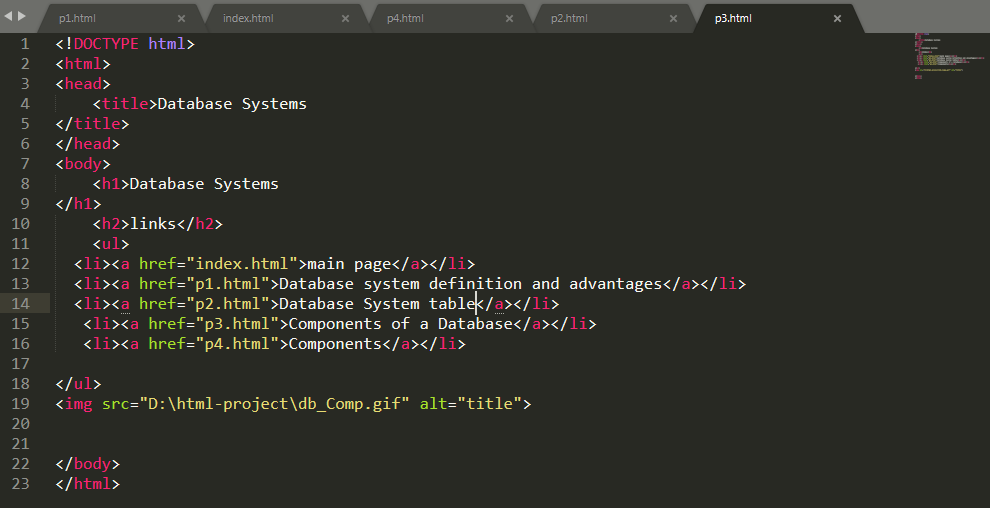 p1.html × index.html × p4.html × p2.html × p3.html ×
1 <!DOCTYPE html>
2 <html>
3 <head>
4     <title>Database Systems
5 </title>
6 </head>
7 <body>
8     <h1>Database Systems
9 </h1>
10     <h2>links</h2>
11     <ul>
12   <li><a href="index.html">main page</a></li>
13   <li><a href="p1.html">Database system definition and advantages</a></li>
14   <li><a href="p2.html">Database System table</a></li>
15    <li><a href="p3.html">Components of a Database</a></li>
16    <li><a href="p4.html">Components</a></li>
17
18 </ul>
19 <img src="D:\html-project\db_Comp.gif" alt="title">
20
21
22 </body>
23 </html>